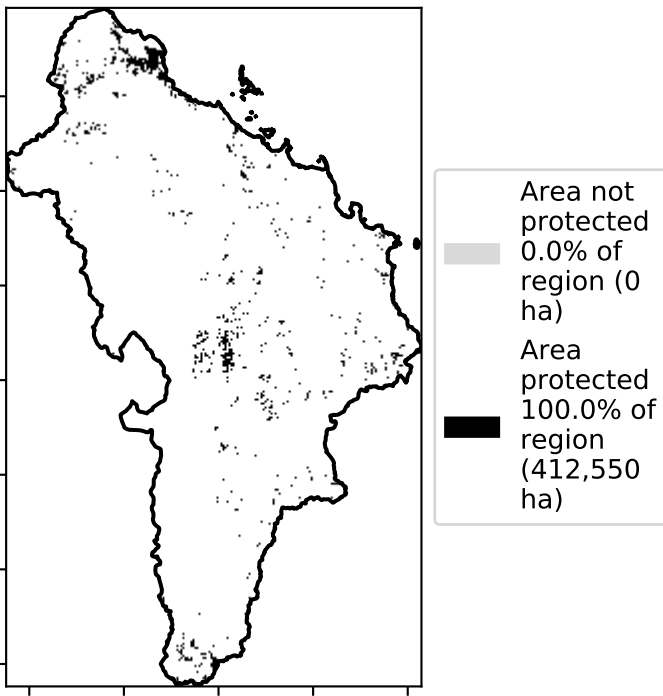 Area not
protected
0.0% of
region (0
ha)
Area
protected
100.0% of
region
(412,550
ha)